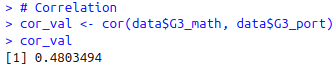 > # Correlation
> cor_val <- cor(data$G3_math, data$G3_port)
> cor_val
[1] 0.4803494